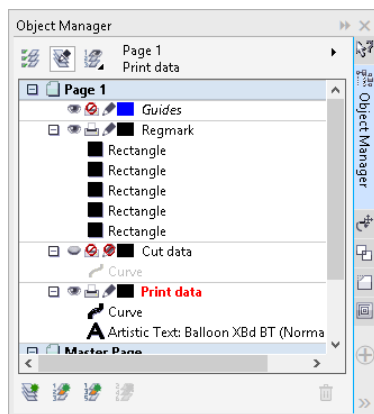 Object Manager
Page 1
Print data
Page 1
Guides
Regmark
Rectangle
Rectangle
Rectangle
Rectangle
Rectangle
Cut data
Curve
Print data
Curve
Artistic Text: Balloon XBd BT (Norma
Master Page
Object Manager